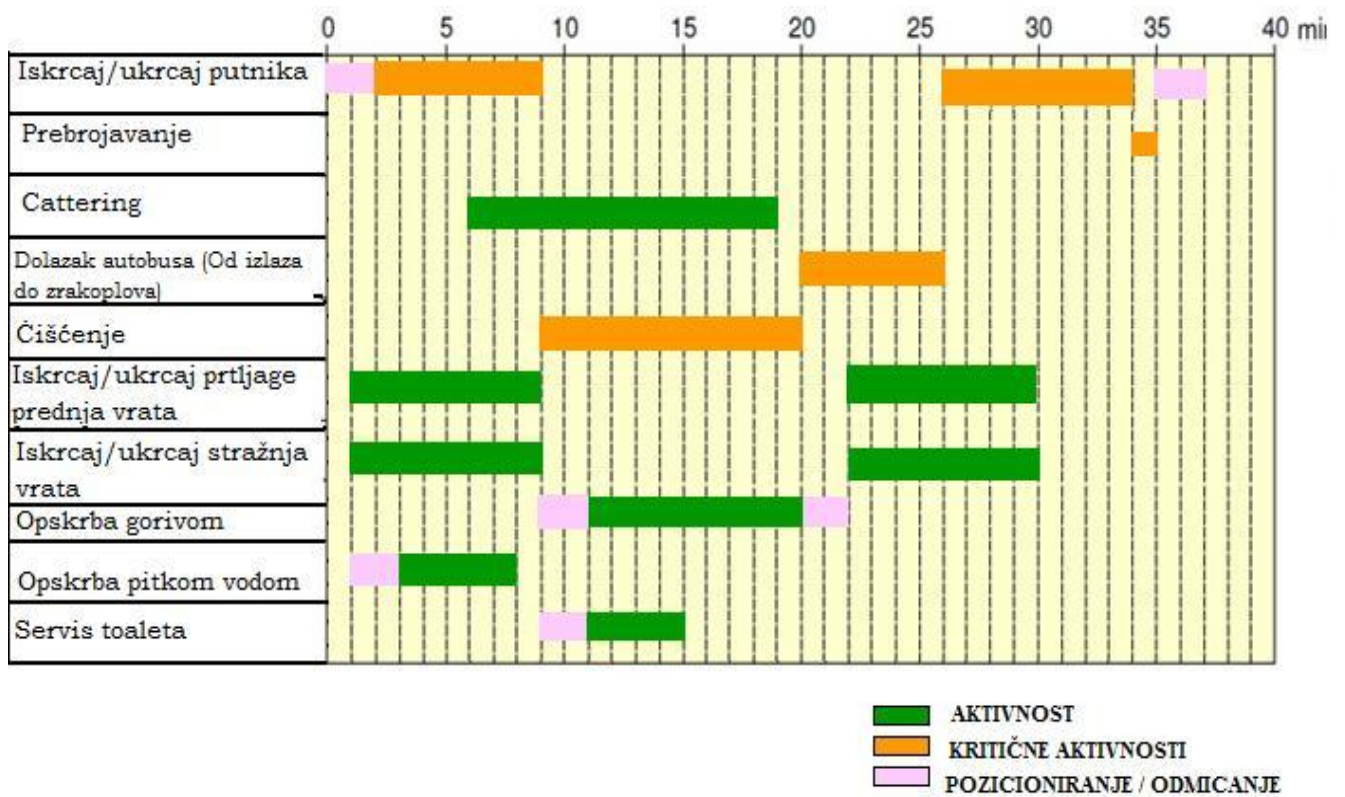 0 5 10 15 20 25 30 35 40 min
Iskrcaj/ukrcaj putnika
Prebrojavanje
Cattering
Dolazak autobusa (Od izlaza
do zrakoplova)
Čišćenje
Iskrcaj/ukrcaj prtljage
prednja vrata
Iskrcaj/ukrcaj stražnja
vrata
Opskrba gorivom
Opskrba pitkom vodom
Servis toaleta
AKTIVNOST
KRITIČNE AKTIVNOSTI
POZICIONIRANJE / ODMICANJE